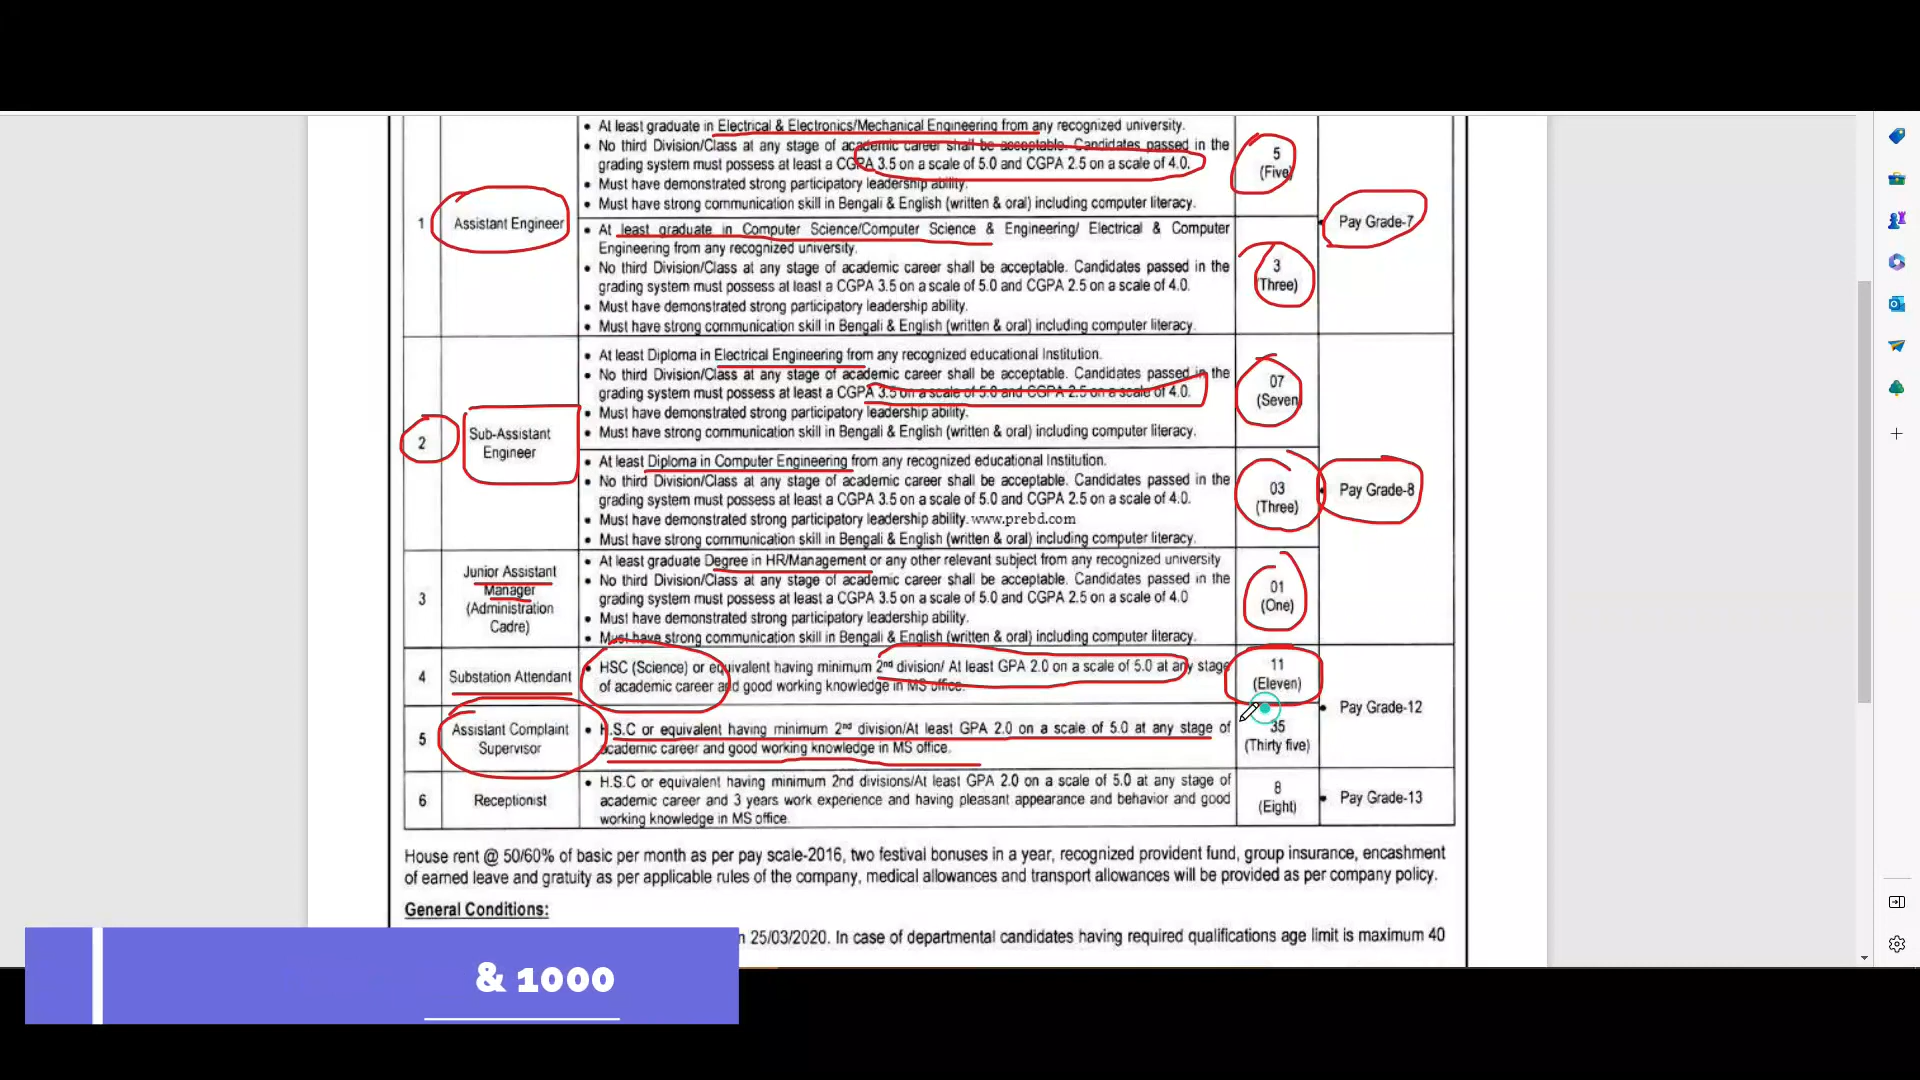 • At least graduate in Electrical & Electronics/Mechanical Engineering from any recognized university.
• No third Division/Class at any stage of academic career shall be acceptable. Candidates passed in the
grading system must possess at least a CGPA 3.5 on a scale of 5.0 and CGPA 2.5 on a scale of 4.0.
• Must have demonstrated strong participatory leadership ability.
• Must have strong communication skill in Bengali & English (written & oral) including computer literacy.
5
(Five)
1
Assistant Engineer
• Pay Grade-7
• At least graduate in Computer Science/Computer Science & Engineering/ Electrical & Computer
Engineering from any recognized university.
• No third Division/Class at any stage of academic career shall be acceptable. Candidates passed in the
grading system must possess at least a CGPA 3.5 on a scale of 5.0 and CGPA 2.5 on a scale of 4.0.
• Must have demonstrated strong participatory leadership ability.
• Must have strong communication skill in Bengali & English (written & oral) including computer literacy.
3
(Three)
• At least Diploma in Electrical Engineering from any recognized educational Institution.
• No third Division/Class at any stage of academic career shall be acceptable. Candidates passed in the
grading system must possess at least a CGPA 3.5 on a scale of 5.0 and CGPA 2.5 on a scale of 4.0.
• Must have demonstrated strong participatory leadership ability.
• Must have strong communication skill in Bengali & English (written & oral) including computer literacy.
07
(Seven
2
Sub-Assistant
Engineer
• At least Diploma in Computer Engineering from any recognized educational Institution.
• No third Division/Class at any stage of academic career shall be acceptable. Candidates passed in the
grading system must possess at least a CGPA 3.5 on a scale of 5.0 and CGPA 2.5 on a scale of 4.0.
• Must have demonstrated strong participatory leadership ability. www.prebd.com
• Must have strong communication skill in Bengali & English (written & oral) including computer literacy.
03
(Three)
• Pay Grade-8
3
Junior Assistant
Manager
(Administration
Cadre)
• At least graduate Degree in HR/Management or any other relevant subject from any recognized university
• No third Division/Class at any stage of academic career shall be acceptable. Candidates passed in the
grading system must possess at least a CGPA 3.5 on a scale of 5.0 and CGPA 2.5 on a scale of 4.0
• Must have demonstrated strong participatory leadership ability.
• Must have strong communication skill in Bengali & English (written & oral) including computer literacy.
01
(One)
4
Substation Attendant
• HSC (Science) or equivalent having minimum 2nd division/ At least GPA 2.0 on a scale of 5.0 at any stage
of academic career and good working knowledge in MS office.
11
(Eleven)
• Pay Grade-12
5
Assistant Complaint
Supervisor
• H.S.C or equivalent having minimum 2nd division/At least GPA 2.0 on a scale of 5.0 at any stage of
academic career and good working knowledge in MS office.
35
(Thirty five)
6
Receptionist
• H.S.C or equivalent having minimum 2nd divisions/At least GPA 2.0 on a scale of 5.0 at any stage of
academic career and 3 years work experience and having pleasant appearance and behavior and good
working knowledge in MS office.
8
(Eight)
• Pay Grade-13
House rent @ 50/60% of basic per month as per pay scale-2016, two festival bonuses in a year, recognized provident fund, group insurance, encashment
of earned leave and gratuity as per applicable rules of the company, medical allowances and transport allowances will be provided as per company policy.
General Conditions:
n 25/03/2020. In case of departmental candidates having required qualifications age limit is maximum 40
& 1000